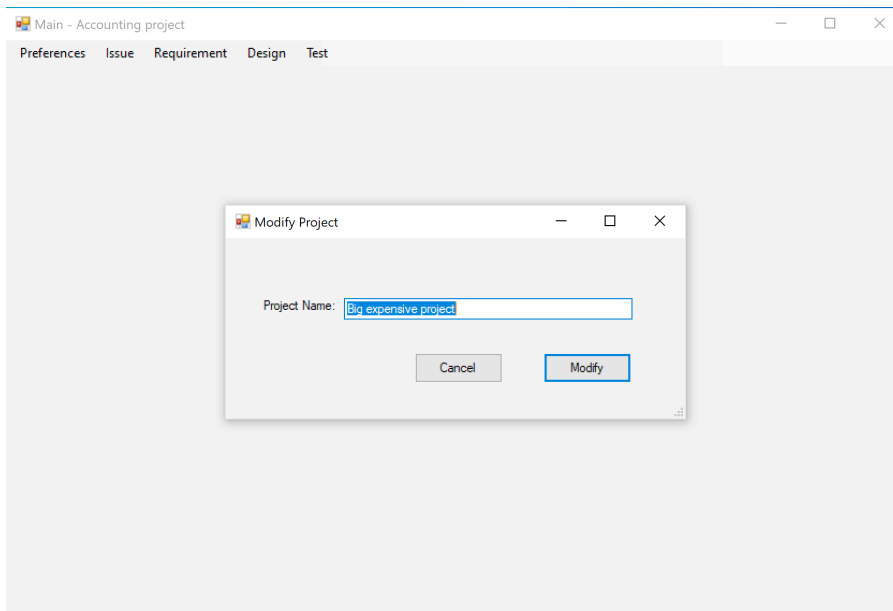 Main - Accounting project
Preferences Issue Requirement Design Test
Modify Project
Project Name: Big expensive project
Cancel Modify